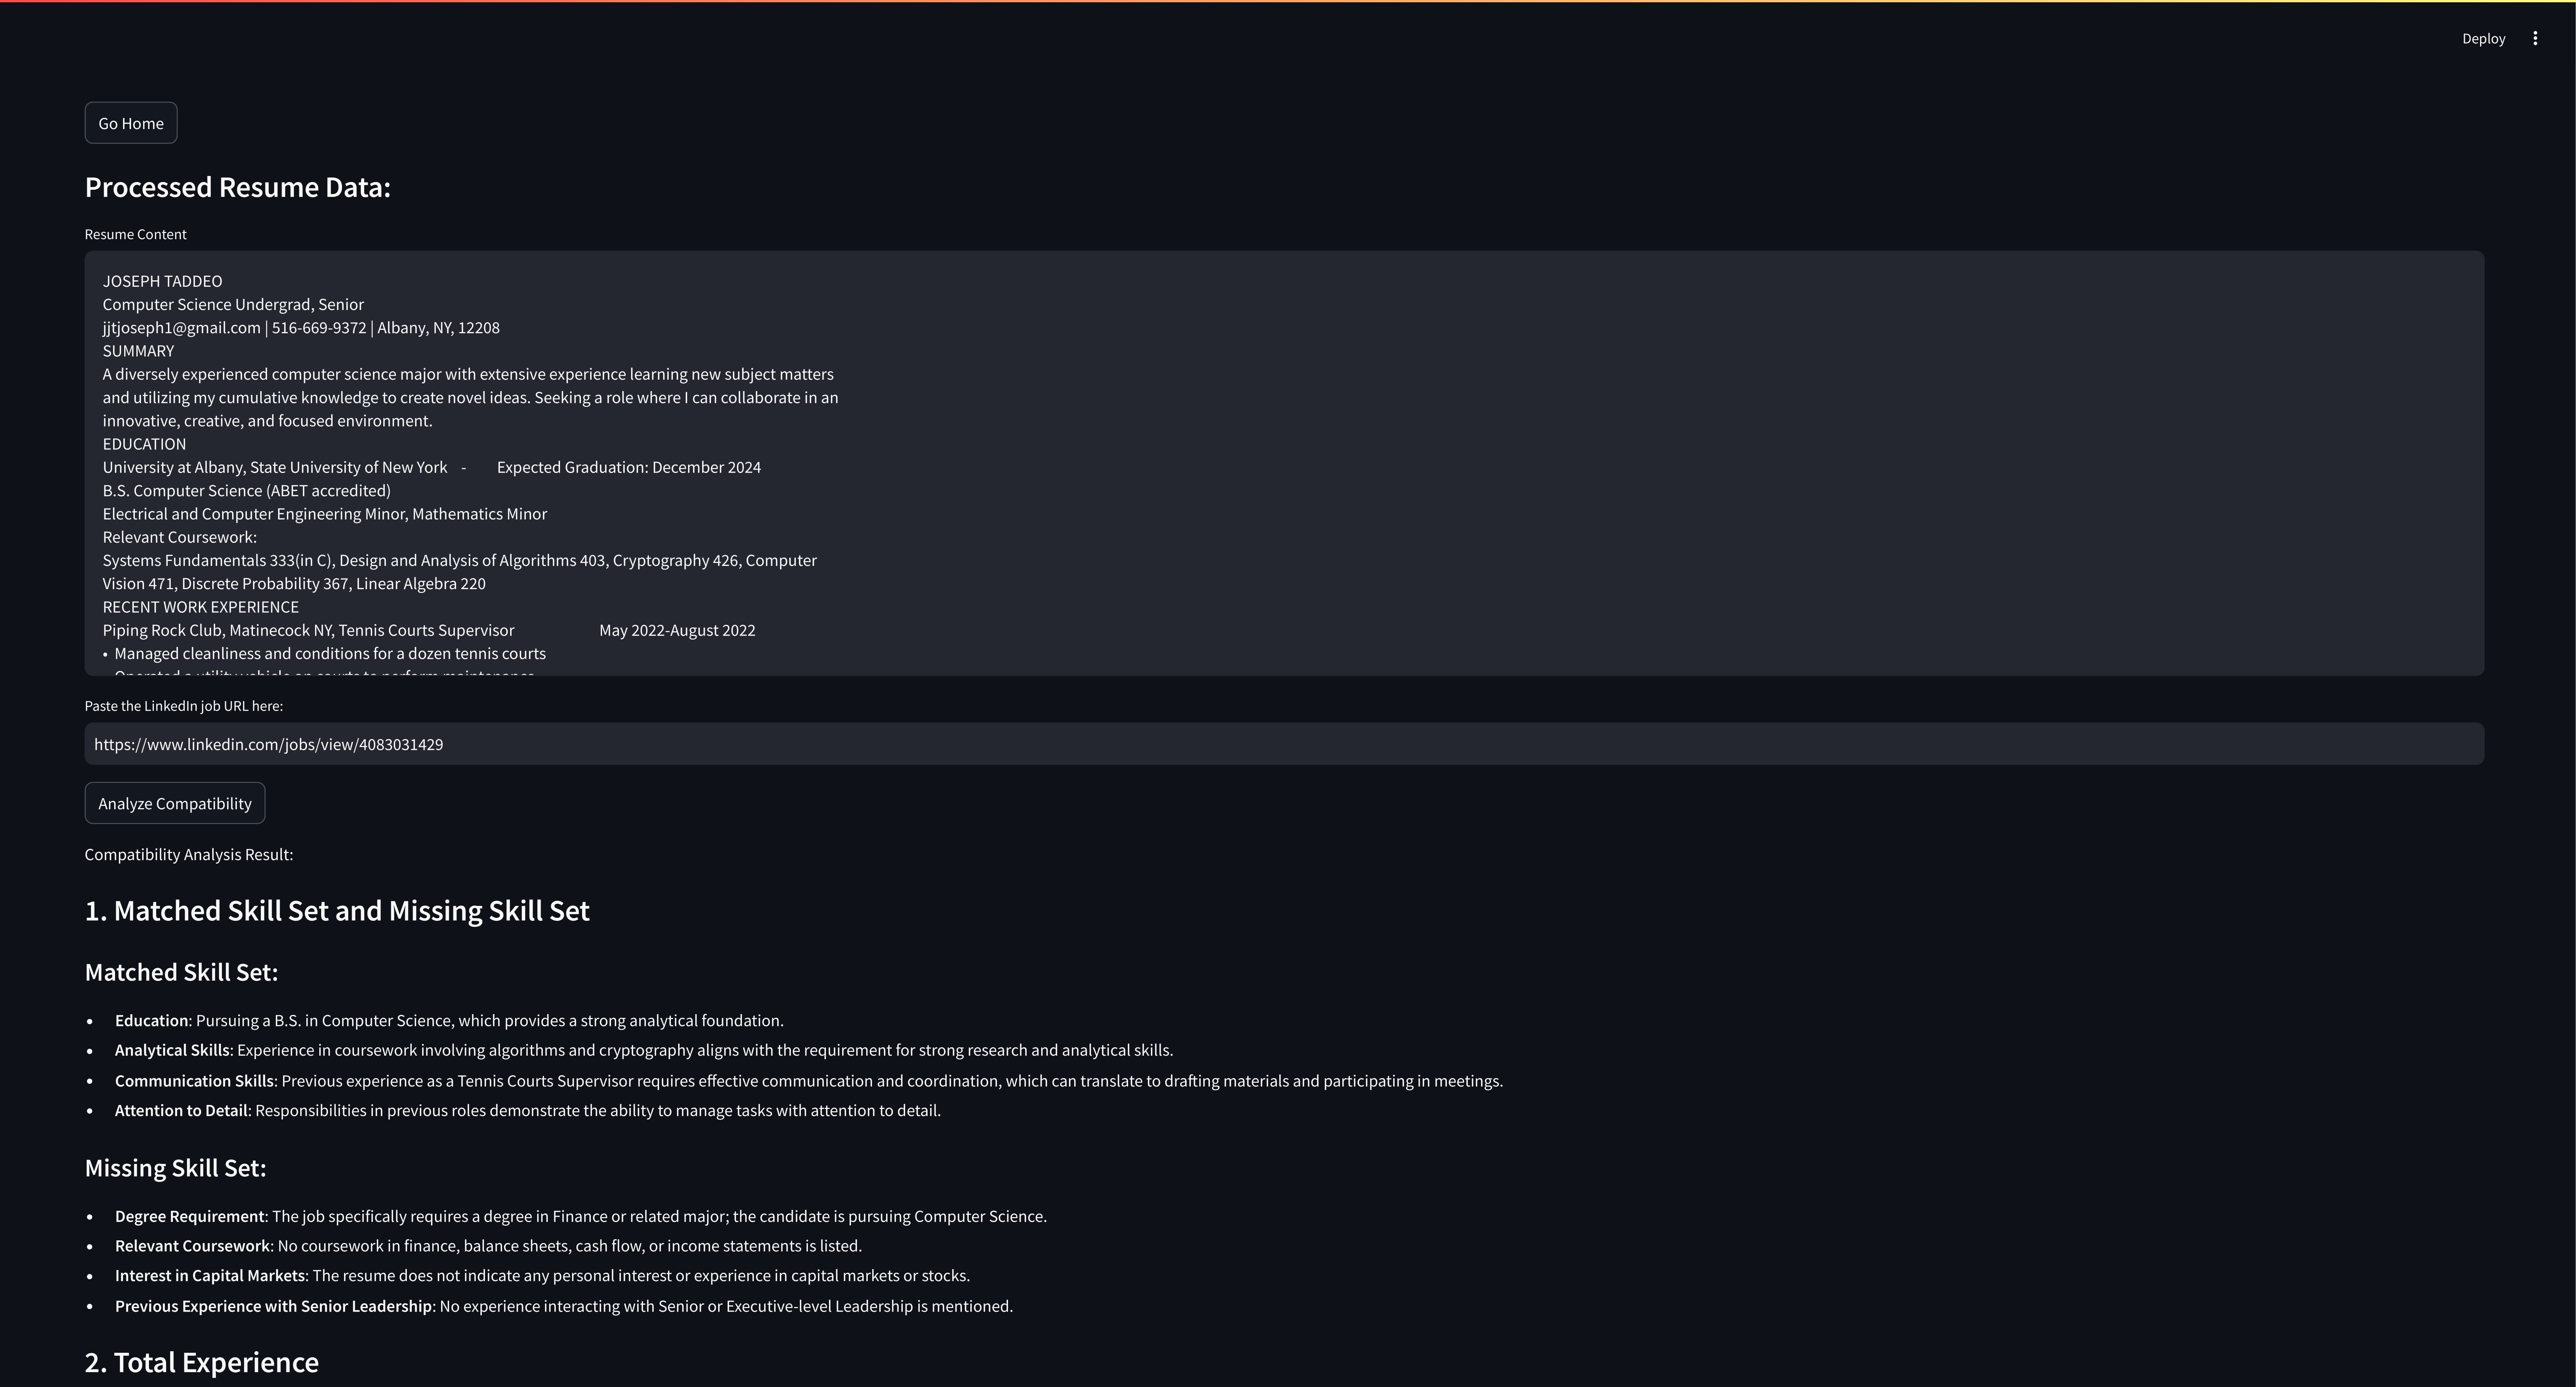 Deploy
Go Home
Processed Resume Data:
Resume Content
JOSEPH TADDEO
Computer Science Undergrad, Senior
jjtjoseph1@gmail.com | 516-669-9372 | Albany, NY, 12208
SUMMARY
A diversely experienced computer science major with extensive experience learning new subject matters
and utilizing my cumulative knowledge to create novel ideas. Seeking a role where I can collaborate in an
innovative, creative, and focused environment.
EDUCATION
University at Albany, State University of New York - Expected Graduation: December 2024
B.S. Computer Science (ABET accredited)
Electrical and Computer Engineering Minor, Mathematics Minor
Relevant Coursework:
Systems Fundamentals 333(in C), Design and Analysis of Algorithms 403, Cryptography 426, Computer
Vision 471, Discrete Probability 367, Linear Algebra 220
RECENT WORK EXPERIENCE
Piping Rock Club, Matinecock NY, Tennis Courts Supervisor May 2022-August 2022
• Managed cleanliness and conditions for a dozen tennis courts
Operated a utility vehicle on courts to perform maintenance
Paste the LinkedIn job URL here:
https://www.linkedin.com/jobs/view/4083031429
Analyze Compatibility
Compatibility Analysis Result:
1. Matched Skill Set and Missing Skill Set
Matched Skill Set:
• Education: Pursuing a B.S. in Computer Science, which provides a strong analytical foundation.
• Analytical Skills: Experience in coursework involving algorithms and cryptography aligns with the requirement for strong research and analytical skills.
• Communication Skills: Previous experience as a Tennis Courts Supervisor requires effective communication and coordination, which can translate to drafting materials and participating in meetings.
• Attention to Detail: Responsibilities in previous roles demonstrate the ability to manage tasks with attention to detail.
Missing Skill Set:
• Degree Requirement: The job specifically requires a degree in Finance or related major; the candidate is pursuing Computer Science.
• Relevant Coursework: No coursework in finance, balance sheets, cash flow, or income statements is listed.
• Interest in Capital Markets: The resume does not indicate any personal interest or experience in capital markets or stocks.
• Previous Experience with Senior Leadership: No experience interacting with Senior or Executive-level Leadership is mentioned.
2. Total Experience